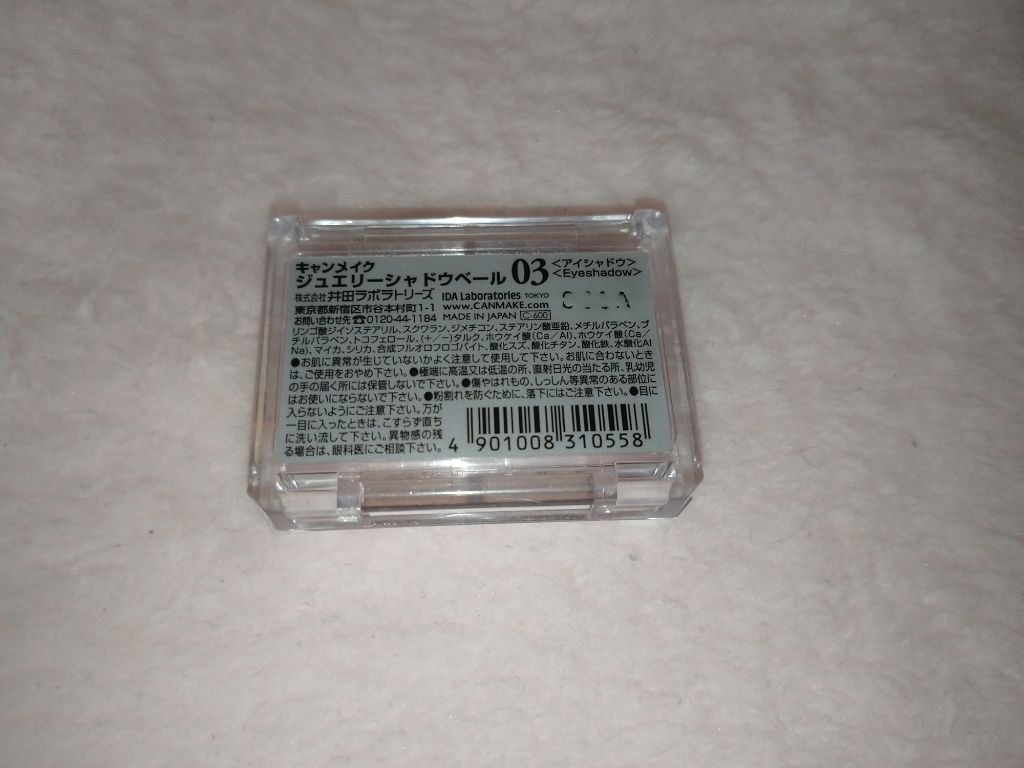 キャンメイク
ジュエリーシャドウベール 03 <アイシャドウ>
<Eyeshadow>
株式会社 井田ラボラトリーズ IDA Laboratories TOKYO
東京都新宿区市谷本村町1-1 www.CANMAKE.com
お問い合わせ先☎0120-44-1184 MADE IN JAPAN C-600
リンゴ酸ジイソステアリル、スクワラン、ジメチコン、ステアリン酸亜鉛、メチルパラベン、プ
チルパラベン、トコフェロール、(+/-)タルク、ホウケイ酸(Ca/Al)、ホウケイ酸(Ca/
Na)、マイカ、シリカ、合成フルオロフロゴパイト、酸化スズ、酸化チタン、酸化鉄、水酸化Al
●お肌に異常が生じていないかよく注意して使用して下さい。お肌に合わないとき
は、ご使用をおやめ下さい。●極端に高温又は低温の所、直射日光の当たる所、乳幼児
の手の届く所には保管しないで下さい。●傷やはれもの、しっしん等異常のある部位に
はお使いにならないで下さい。●粉割れを防ぐために、落下にはご注意下さい。●目に
入らないようにご注意下さい。万が
一目に入ったときは、こすらず直ち
に洗い流して下さい。異物感の残
る場合は、眼科医にご相談下さい。
4 901008 310558